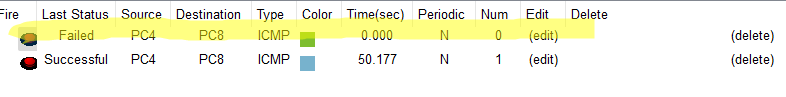 Fire Last Status Source Destination Type Color Time(sec) Periodic Num Edit Delete
Failed PC4 PC8 ICMP 0.000 N 0 (edit) (delete)
Successful PC4 PC8 ICMP 50.177 N 1 (edit) (delete)